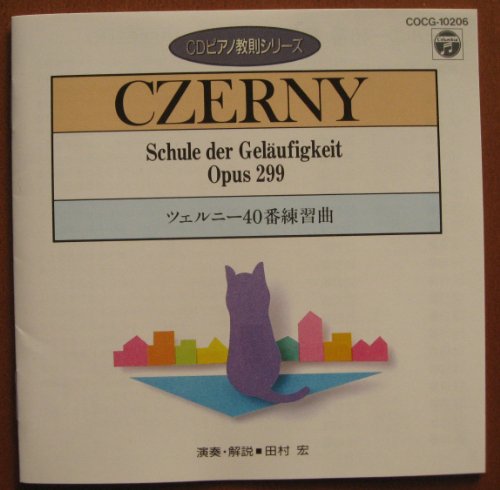 COCG-10206
Columbia
CDピアノ教則シリーズ
CZERNY
Schule der Geläufigkeit
Opus 299
ツェルニー40番練習曲
演奏・解説■田村 宏